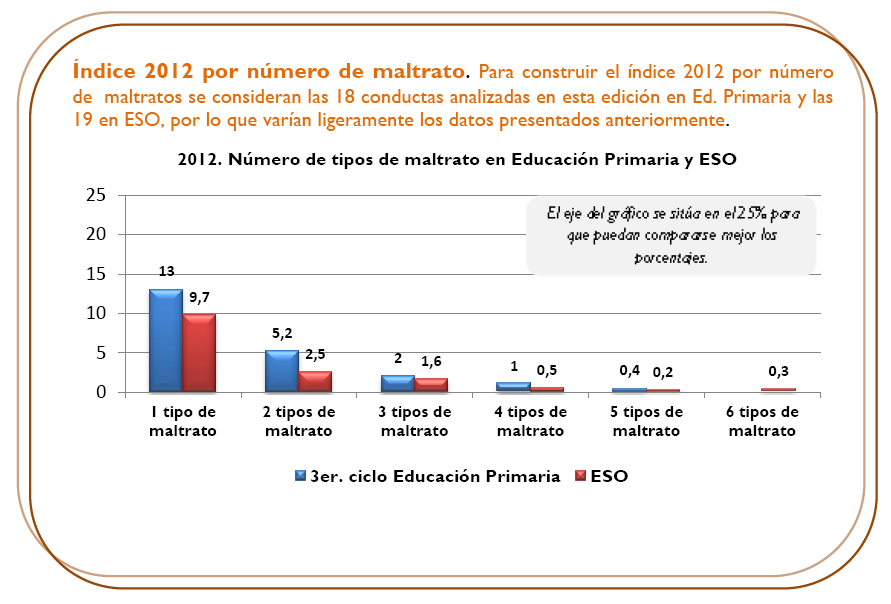 Índice 2012 por número de maltrato. Para construir el índice 2012 por número
de maltratos se consideran las 18 conductas analizadas en esta edición en Ed. Primaria y las
19 en ESO, por lo que varían ligeramente los datos presentados anteriormente.
2012. Número de tipos de maltrato en Educación Primaria y ESO
El eje del gráfico se sitúa en el 25% para
que puedan compararse mejor los
porcentajes.
25
20
15
10
5
0
13
9,7
5,2
2,5
2
1,6
1
0,5
0,4
0,2
0,3
1 tipo de
maltrato
2 tipos de
maltrato
3 tipos de
maltrato
4 tipos de
maltrato
5 tipos de
maltrato
6 tipos de
maltrato
3er. ciclo Educación Primaria
ESO